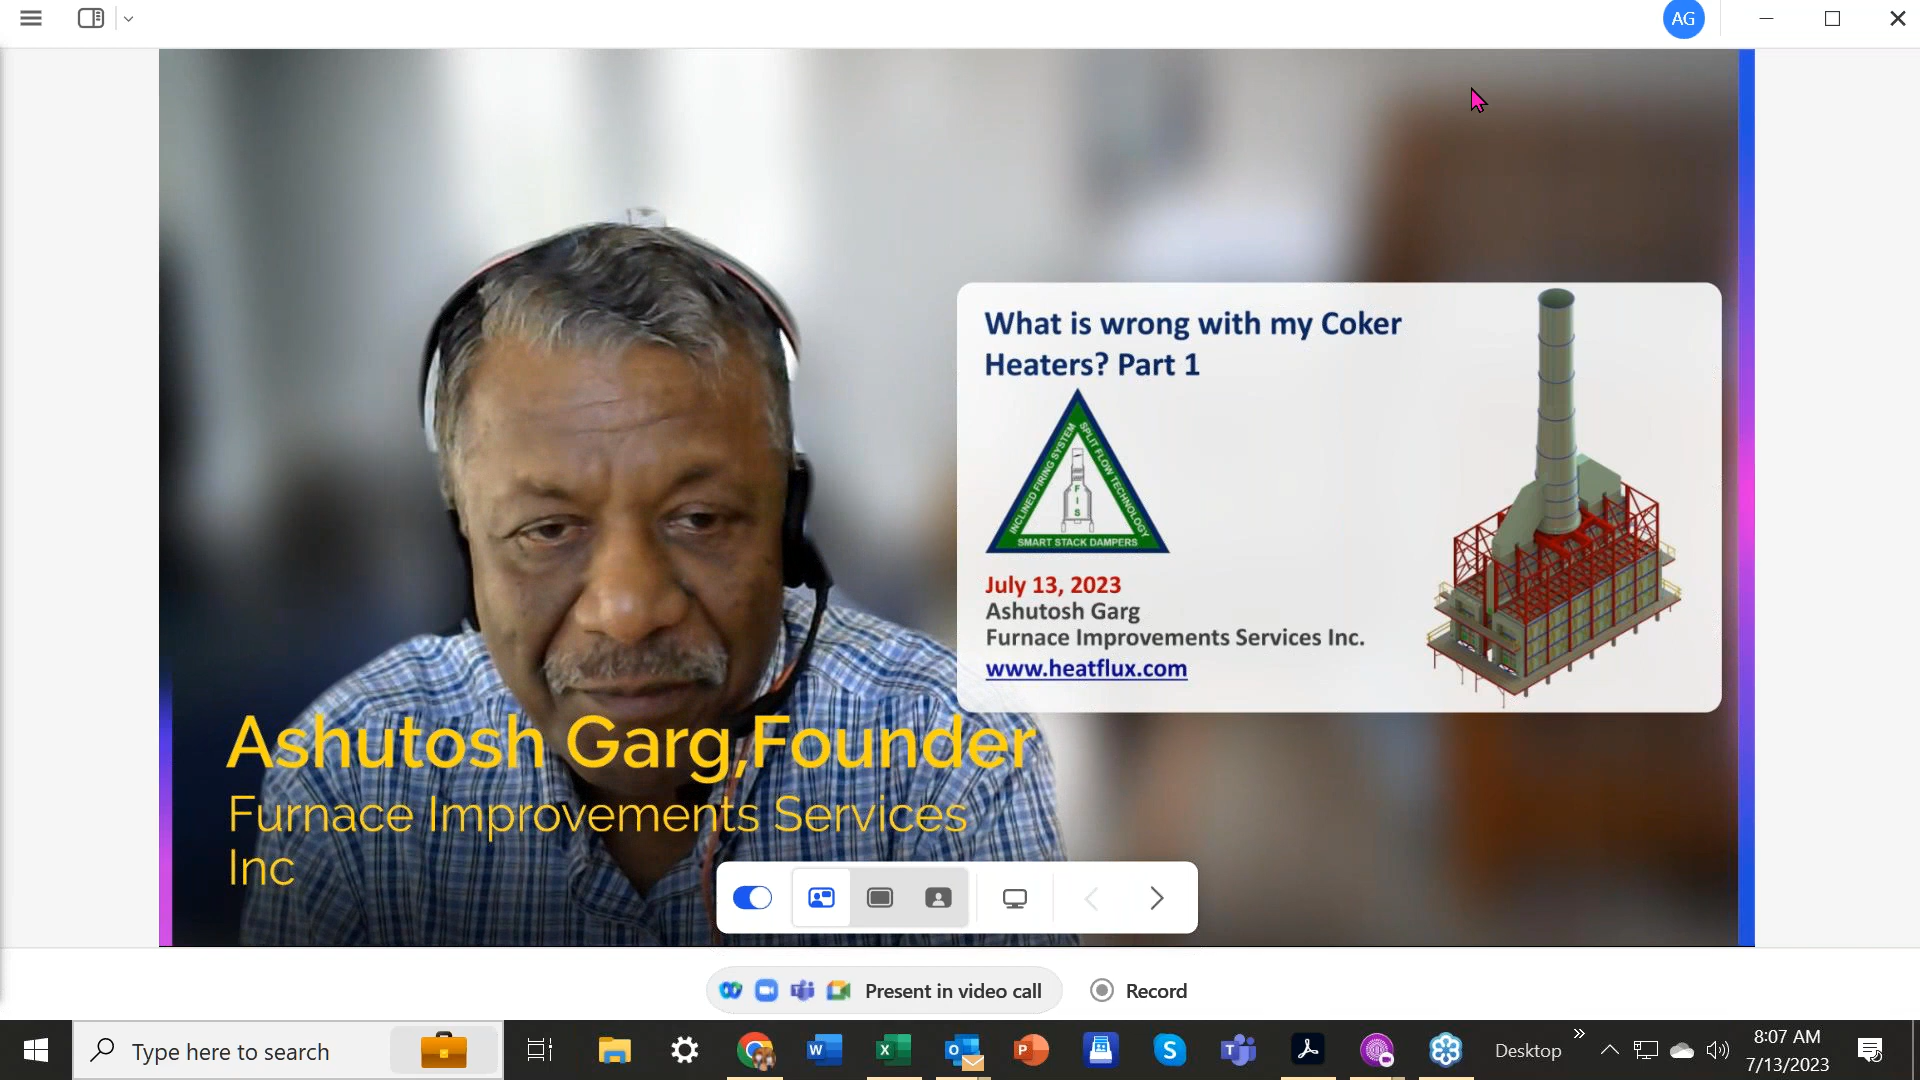 AG
What is wrong with my Coker
Heaters? Part 1
INCLINED FIRING SYSTEM
SPLIT FLOW TECHNOLOGY
F
I
S
SMART STACK DAMPERS
July 13, 2023
Ashutosh Garg
Furnace Improvements Services Inc.
www.heatflux.com
Ashutosh Garg,Founder
Furnace Improvements Services
Inc
Present in video call
Record
Type here to search
Desktop
8:07 AM
7/13/2023